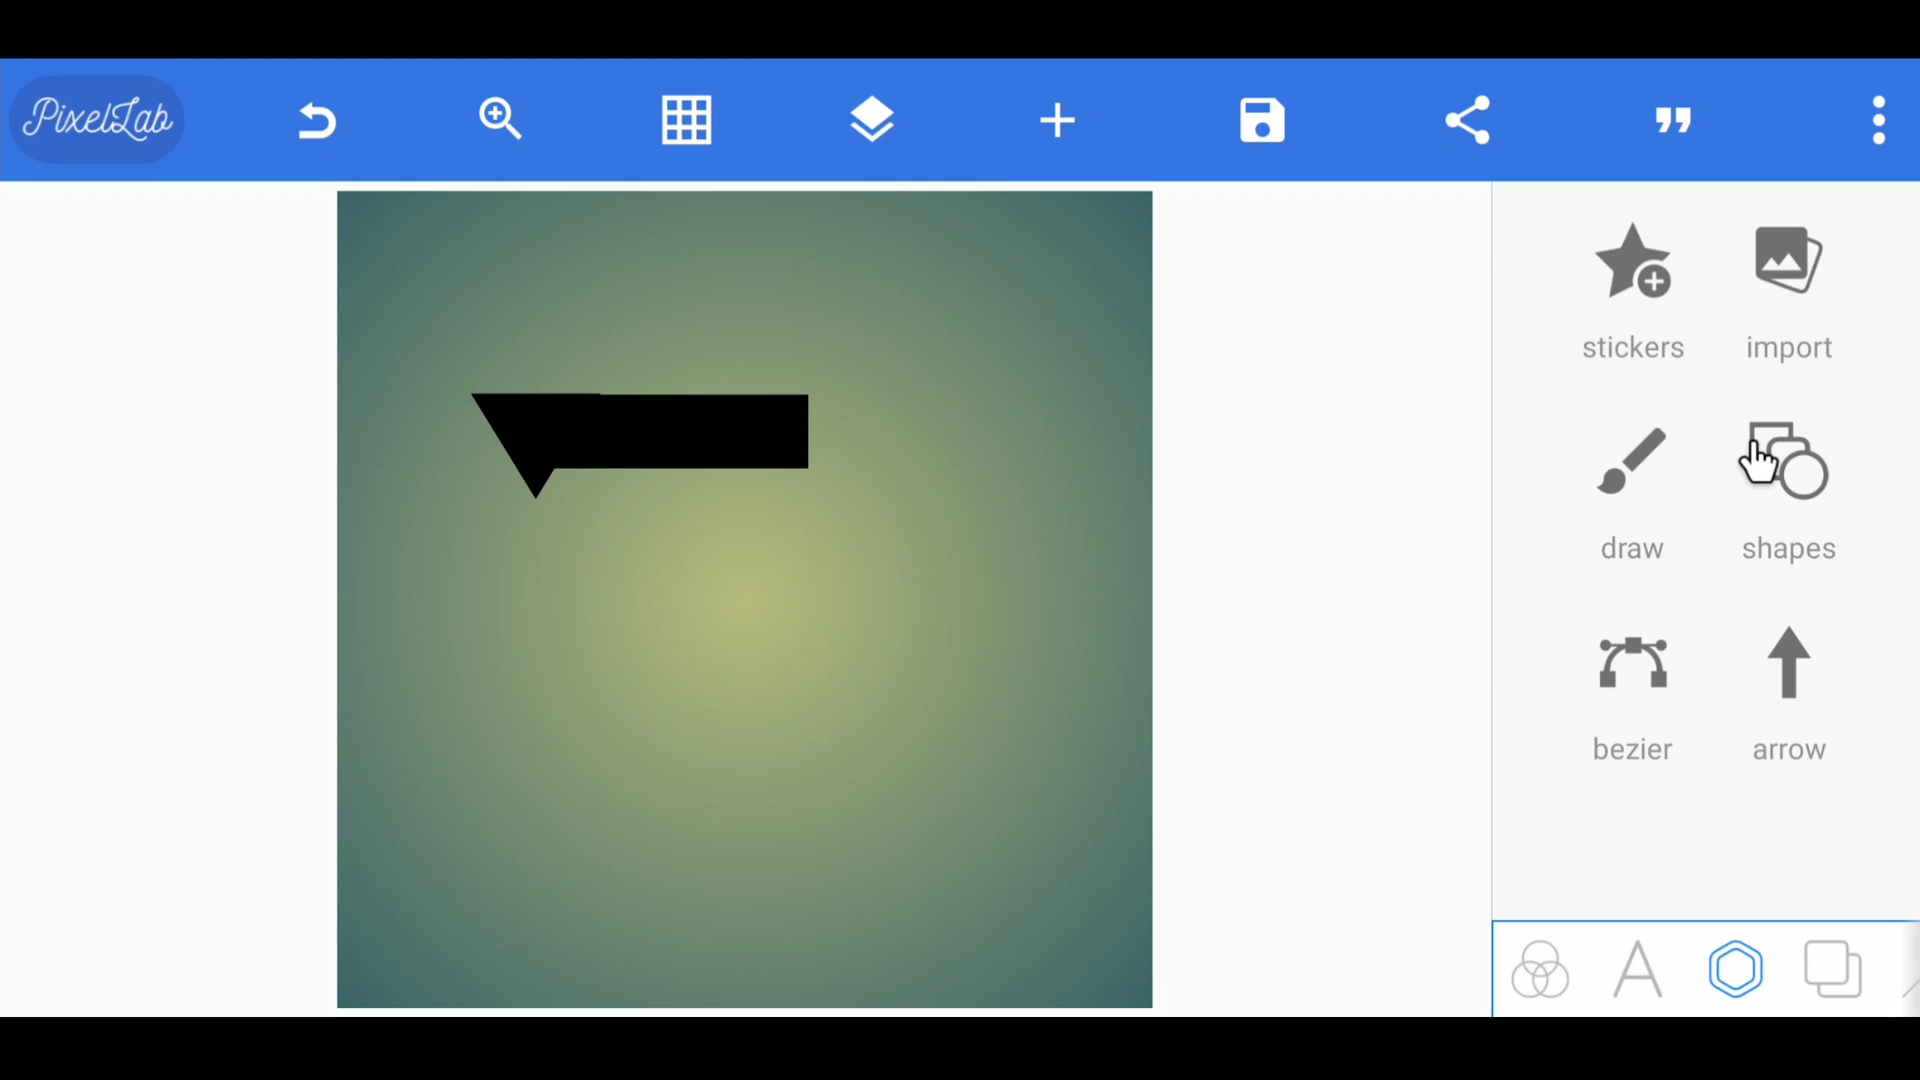 PixelLab
stickers
import
draw
shapes
bezier
arrow